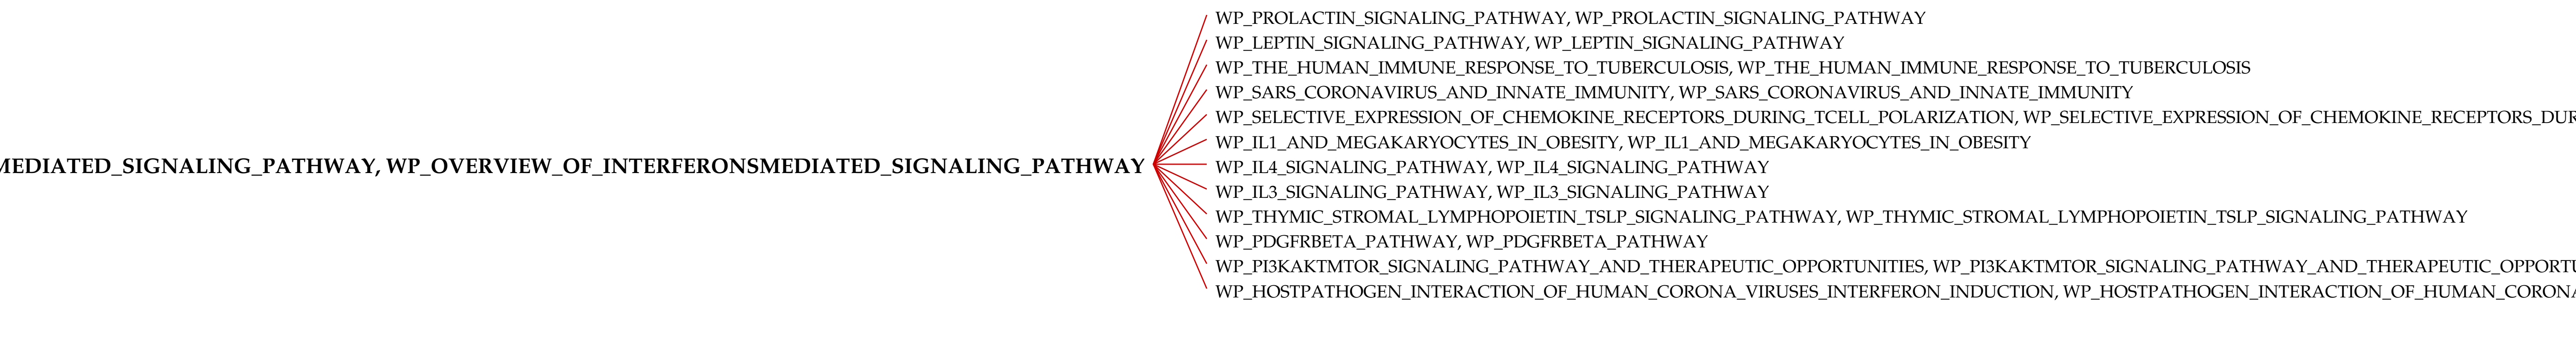 WP_PROLACTIN_SIGNALING_PATHWAY, WP_PROLACTIN_SIGNALING_PATHWAY
WP_LEPTIN_SIGNALING_PATHWAY, WP_LEPTIN_SIGNALING_PATHWAY
WP_THE_HUMAN_IMMUNE_RESPONSE_TO_TUBERCULOSIS, WP_THE_HUMAN_IMMUNE_RESPONSE_TO_TUBERCULOSIS
WP_SARS_CORONAVIRUS_AND_INNATE_IMMUNITY, WP_SARS_CORONAVIRUS_AND_INNATE_IMMUNITY
WP_SELECTIVE_EXPRESSION_OF_CHEMOKINE_RECEPTORS_DURING_TCELL_POLARIZATION, WP_SELECTIVE_EXPRESSION_OF_CHEMOKINE_RECEPTORS_DUR
WP_IL1_AND_MEGAKARYOCYTES_IN_OBESITY, WP_IL1_AND_MEGAKARYOCYTES_IN_OBESITY
MEDIATED_SIGNALING_PATHWAY, WP_OVERVIEW_OF_INTERFERONSMEDIATED_SIGNALING_PATHWAY
WP_IL4_SIGNALING_PATHWAY, WP_IL4_SIGNALING_PATHWAY
WP_IL3_SIGNALING_PATHWAY, WP_IL3_SIGNALING_PATHWAY
WP_THYMIC_STROMAL_LYMPHOPOIETIN_TSLP_SIGNALING_PATHWAY, WP_THYMIC_STROMAL_LYMPHOPOIETIN_TSLP_SIGNALING_PATHWAY
WP_PDGFRBETA_PATHWAY, WP_PDGFRBETA_PATHWAY
WP_PI3KAKTMTOR_SIGNALING_PATHWAY_AND_THERAPEUTIC_OPPORTUNITIES, WP_PI3KAKTMTOR_SIGNALING_PATHWAY_AND_THERAPEUTIC_OPPORTU
WP_HOSTPATHOGEN_INTERACTION_OF_HUMAN_CORONA_VIRUSES_INTERFERON_INDUCTION, WP_HOSTPATHOGEN_INTERACTION_OF_HUMAN_CORONA